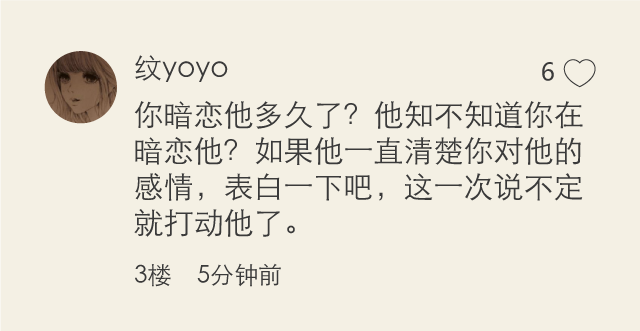 纹yoyo
6
你暗恋他多久了？他知不知道你在
暗恋他？如果他一直清楚你对他的
感情，表白一下吧，这一次说不定
就打动他了。
3楼 5分钟前